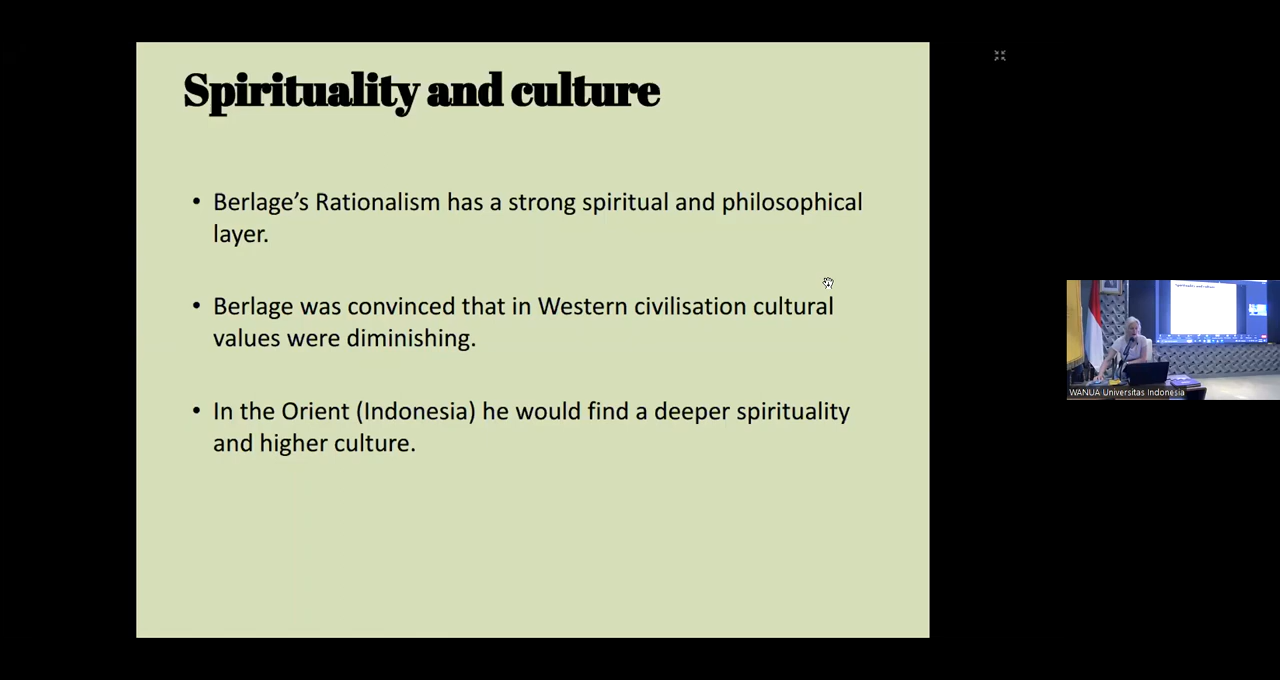 Spirituality and culture
• Berlage’s Rationalism has a strong spiritual and philosophical
layer.
• Berlage was convinced that in Western civilisation cultural
values were diminishing.
• In the Orient (Indonesia) he would find a deeper spirituality
and higher culture.
WANUA Universitas Indonesia